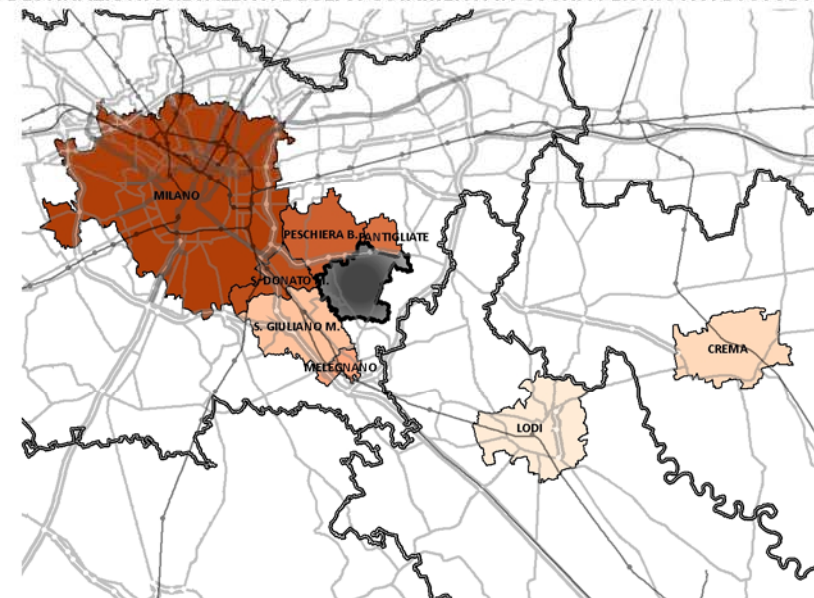 MILANO
PESCHIERA B.
PANTIGLIATE
S. DONATO M.
S. GIULIANO M.
MELEGNANO
CREMA
LODI